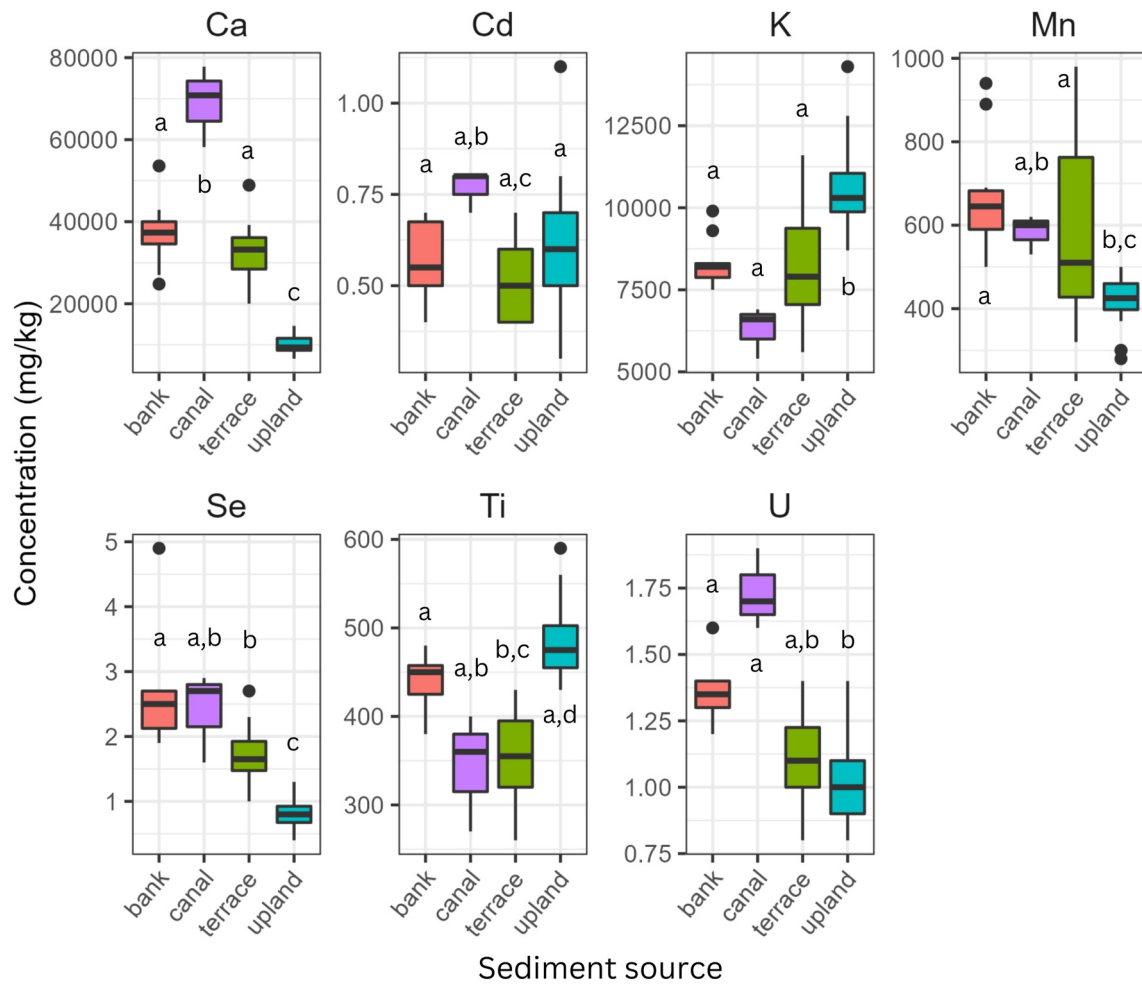 Ca Cd K Mn
80000
60000
40000
20000
a
b
a
c
bank canal terrace upland
1.00
0.75
0.50
a
a,b
a,c
a
bank canal terrace upland
12500
10000
7500
5000
a
a
a
b
bank canal terrace upland
1000
800
600
400
a
a,b
a
b,c
bank canal terrace upland
Concentration (mg/kg)
Se Ti U
5
4
3
2
1
a a,b b
c
bank canal terrace upland
600
500
400
300
a
a,b
b,c
a,d
bank canal terrace upland
1.75
1.50
1.25
1.00
0.75
a
a
a,b b
bank canal terrace upland
Sediment source